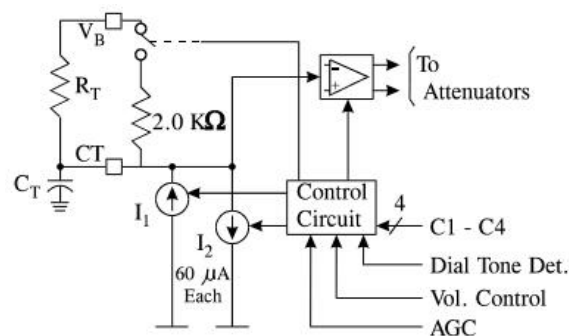 V_B
R_T
2.0 KΩ
CT
C_T
I_1
I_2
60 μA
Each
-
+
To
Attenuators
Control
Circuit
4
C1 - C4
Dial Tone Det.
Vol. Control
AGC